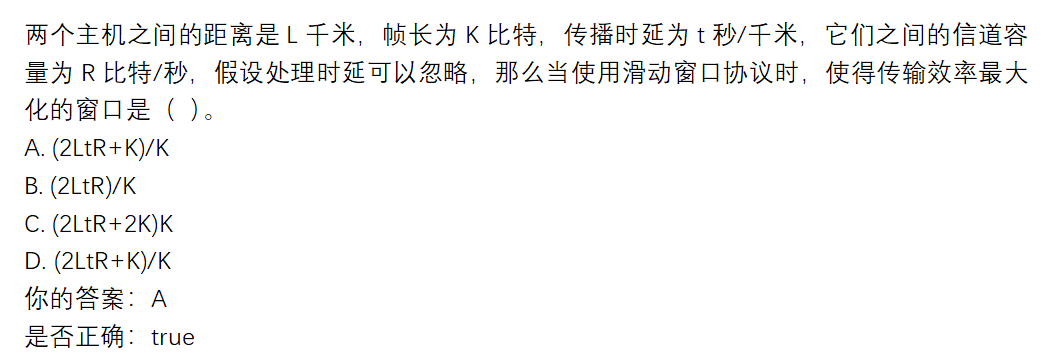 两个主机之间的距离是 L 千米，帧长为 K 比特，传播时延为 t 秒/千米，它们之间的信道容
量为 R 比特/秒，假设处理时延可以忽略，那么当使用滑动窗口协议时，使得传输效率最大
化的窗口是（ ）。
A. (2LtR+K)/K
B. (2LtR)/K
C. (2LtR+2K)K
D. (2LtR+K)/K
你的答案：A
是否正确：true